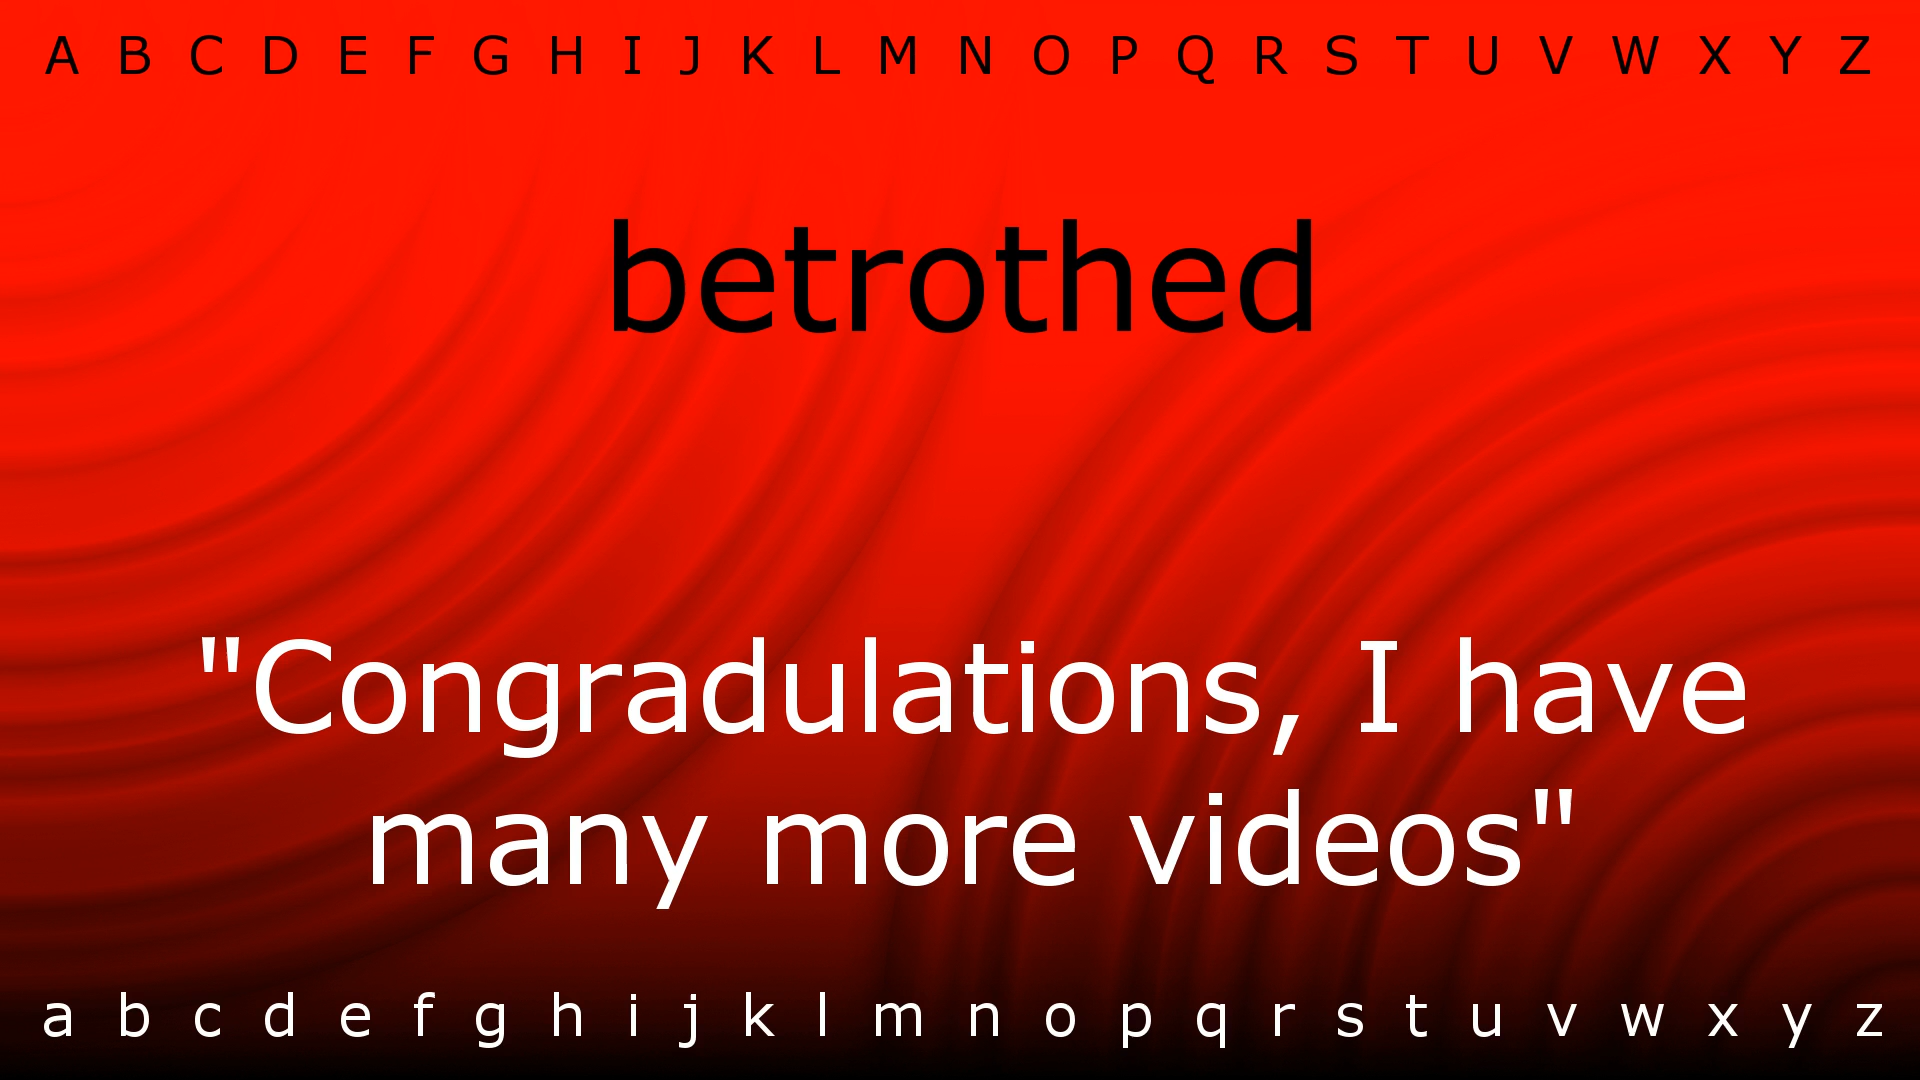 A B C D E F G H I J K L M N O P Q R S T U V W X Y Z
betrothed
"Congradulations, I have
many more videos"
a b c d e f g h i j k l m n o p q r s t u v w x y z